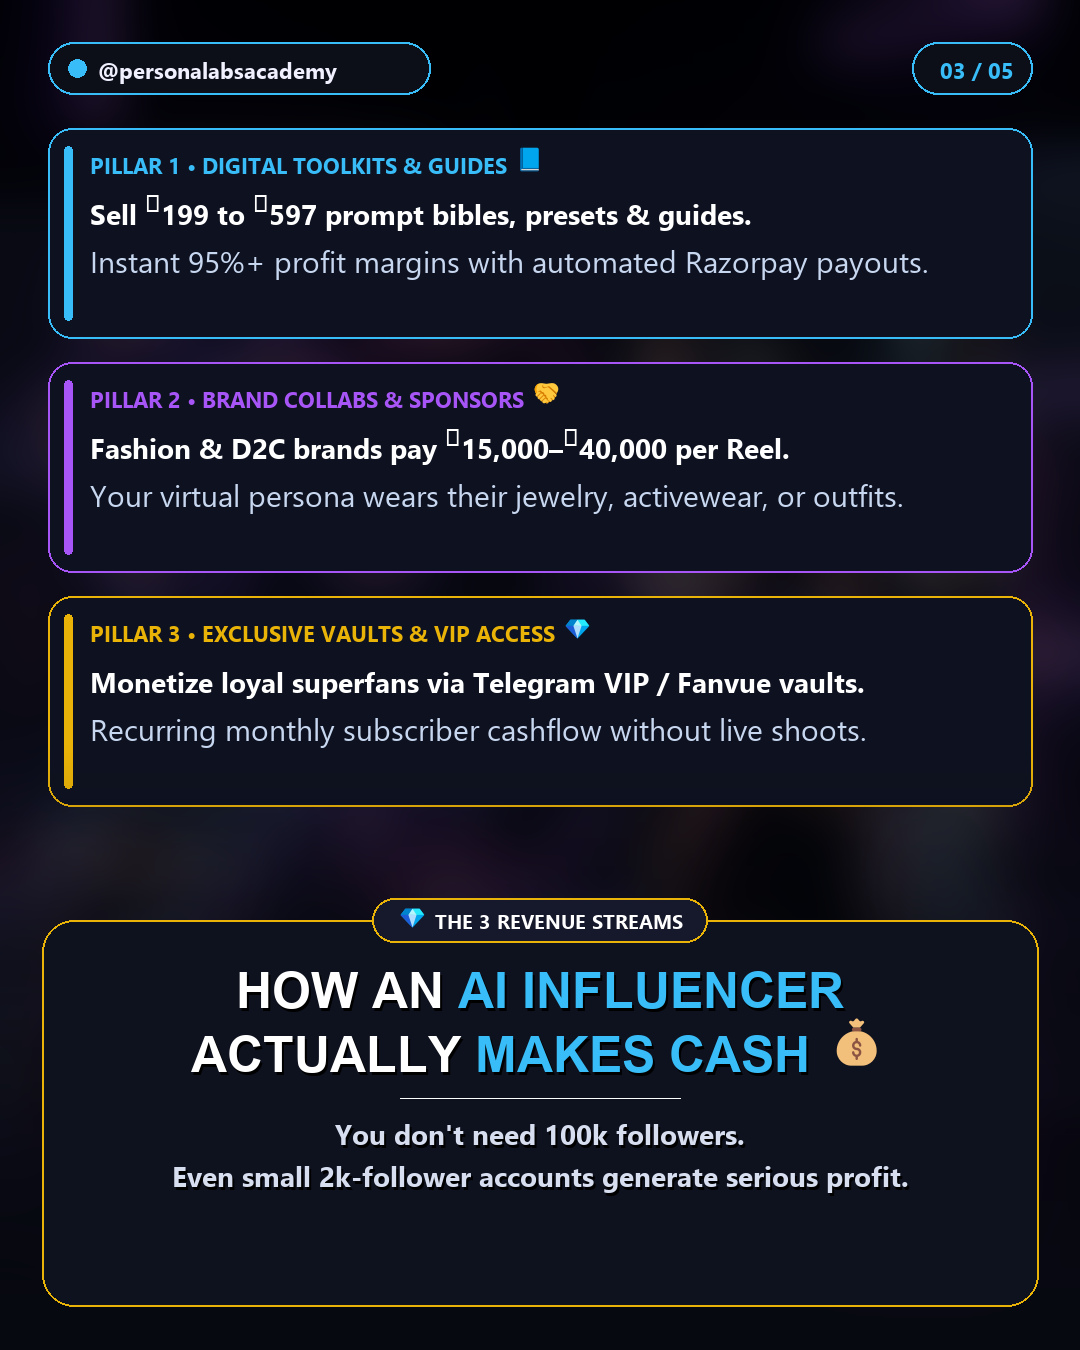 @personalabsacademy
03 / 05
PILLAR 1 • DIGITAL TOOLKITS & GUIDES 📘
Sell □199 to □597 prompt bibles, presets & guides.
Instant 95%+ profit margins with automated Razorpay payouts.
PILLAR 2 • BRAND COLLABS & SPONSORS 🤝
Fashion & D2C brands pay □15,000–□40,000 per Reel.
Your virtual persona wears their jewelry, activewear, or outfits.
PILLAR 3 • EXCLUSIVE VAULTS & VIP ACCESS 💎
Monetize loyal superfans via Telegram VIP / Fanvue vaults.
Recurring monthly subscriber cashflow without live shoots.
💎 THE 3 REVENUE STREAMS
HOW AN AI INFLUENCER
ACTUALLY MAKES CASH 💰
You don't need 100k followers.
Even small 2k-follower accounts generate serious profit.